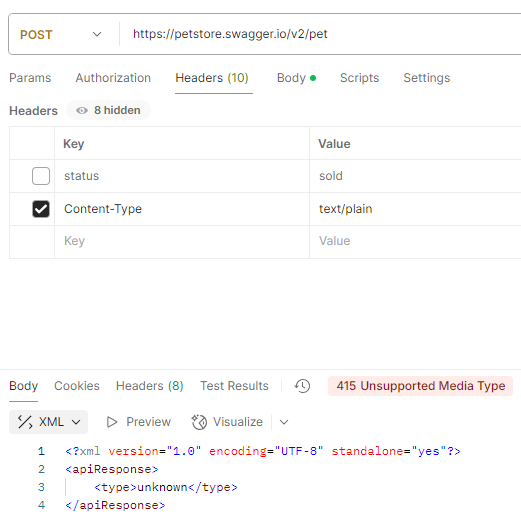 POST https://petstore.swagger.io/v2/pet
Params Authorization Headers (10) Body Scripts Settings
Headers 8 hidden
Key Value
status sold
Content-Type text/plain
Key Value
Body Cookies Headers (8) Test Results 415 Unsupported Media Type
XML Preview Visualize
1 <?xml version="1.0" encoding="UTF-8" standalone="yes"?>
2 <apiResponse>
3 <type>unknown</type>
4 </apiResponse>